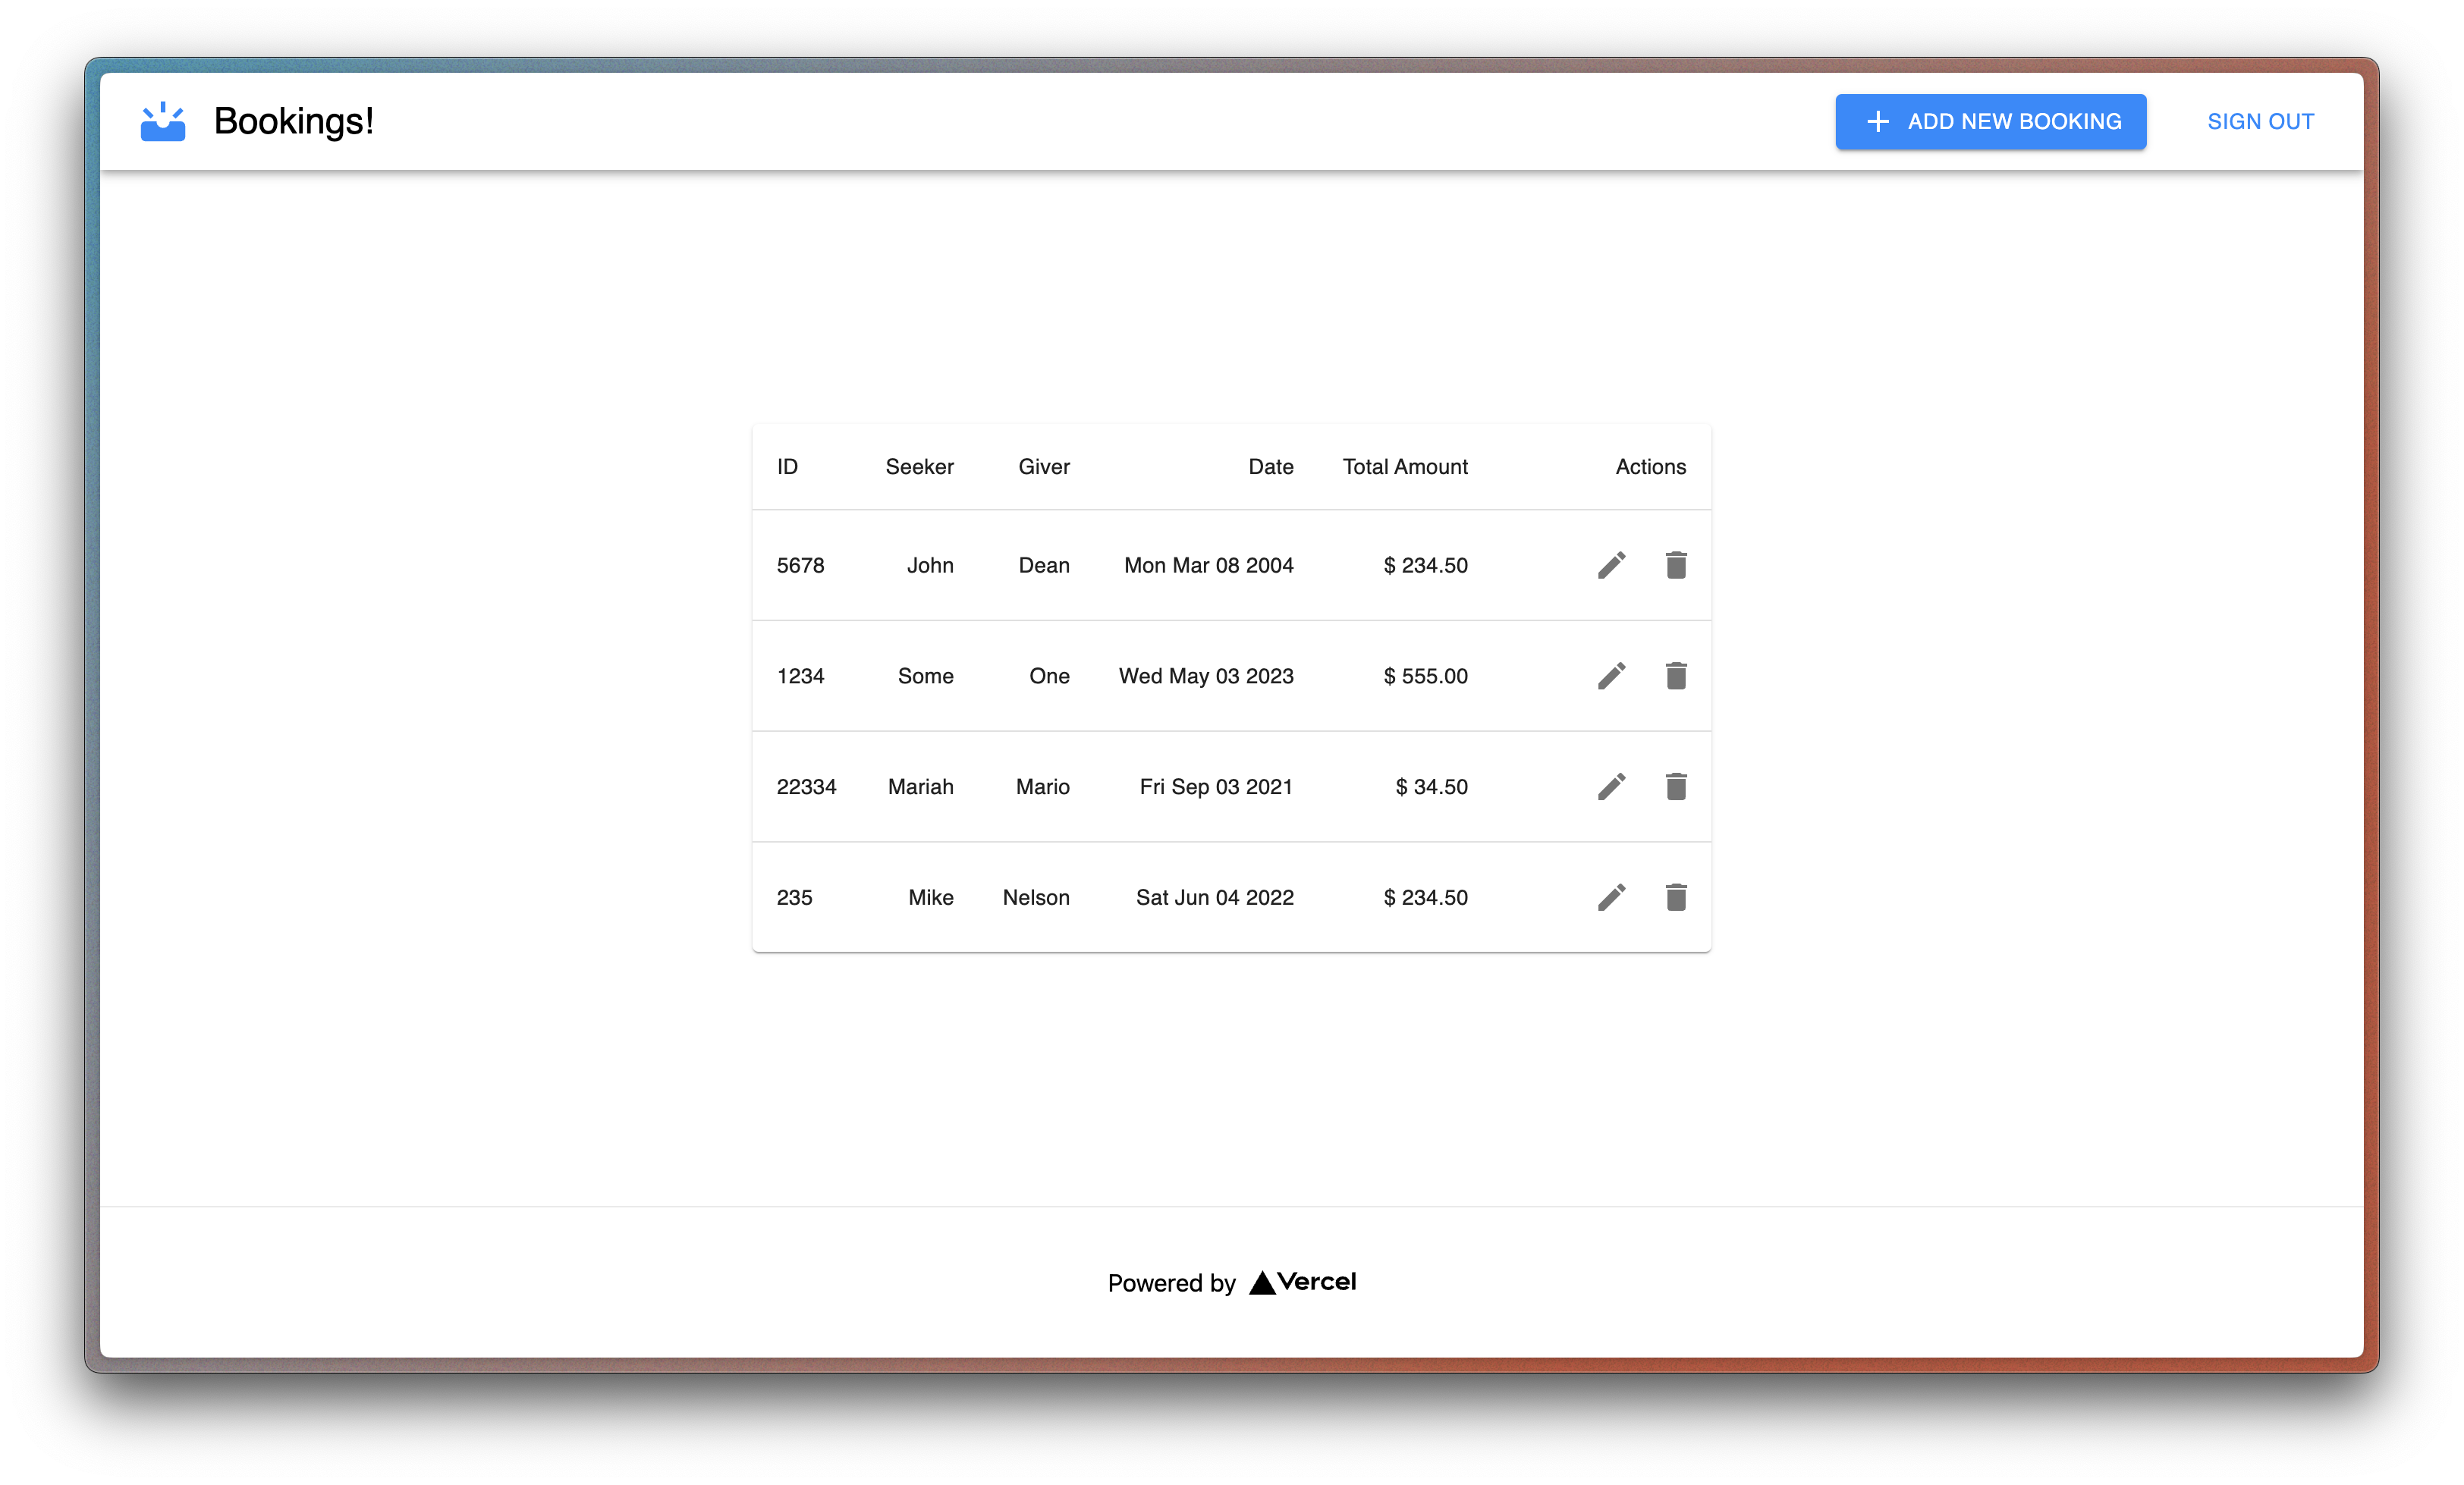 Bookings!
ADD NEW BOOKING
SIGN OUT
ID Seeker Giver Date Total Amount Actions
5678 John Dean Mon Mar 08 2004 $ 234.50
1234 Some One Wed May 03 2023 $ 555.00
22334 Mariah Mario Fri Sep 03 2021 $ 34.50
235 Mike Nelson Sat Jun 04 2022 $ 234.50
Powered by Vercel